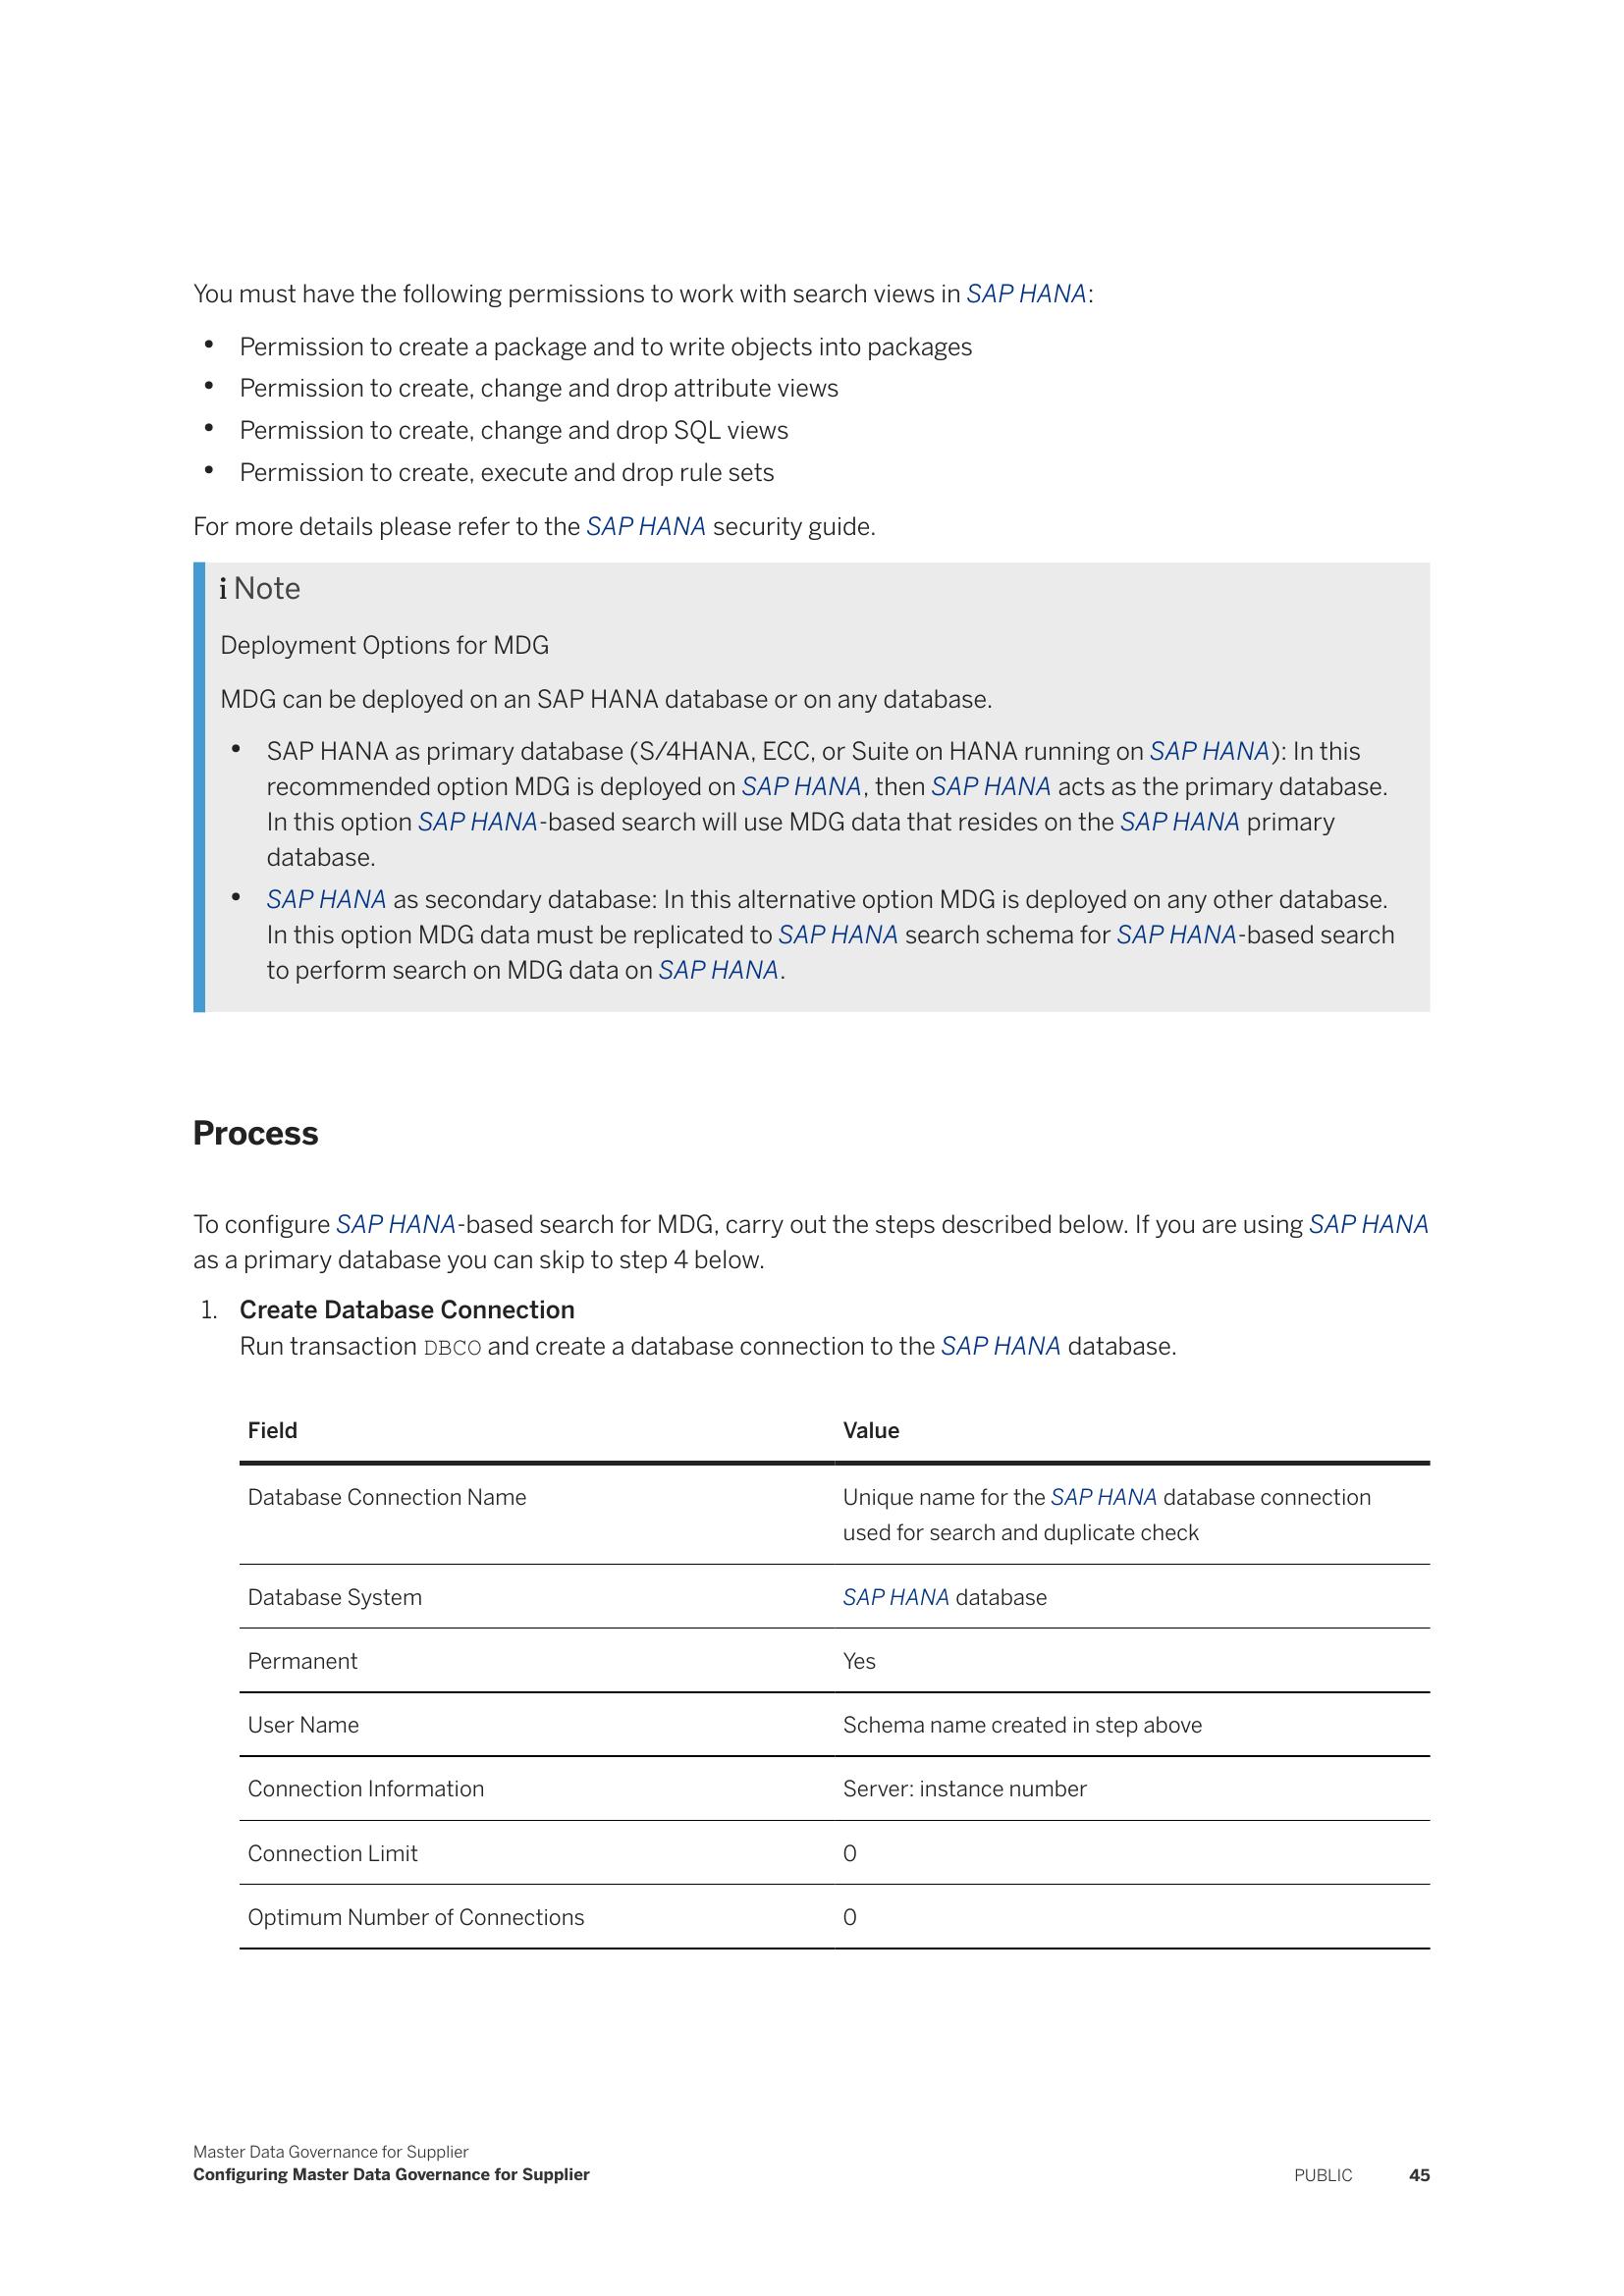 You must have the following permissions to work with search views in SAP HANA:
• Permission to create a package and to write objects into packages
• Permission to create, change and drop attribute views
• Permission to create, change and drop SQL views
• Permission to create, execute and drop rule sets
For more details please refer to the SAP HANA security guide.
i Note
Deployment Options for MDG
MDG can be deployed on an SAP HANA database or on any database.
• SAP HANA as primary database (S/4HANA, ECC, or Suite on HANA running on SAP HANA): In this
recommended option MDG is deployed on SAP HANA, then SAP HANA acts as the primary database.
In this option SAP HANA-based search will use MDG data that resides on the SAP HANA primary
database.
• SAP HANA as secondary database: In this alternative option MDG is deployed on any other database.
In this option MDG data must be replicated to SAP HANA search schema for SAP HANA-based search
to perform search on MDG data on SAP HANA.
Process
To configure SAP HANA-based search for MDG, carry out the steps described below. If you are using SAP HANA
as a primary database you can skip to step 4 below.
1. Create Database Connection
Run transaction DBCO and create a database connection to the SAP HANA database.
Field Value
Database Connection Name Unique name for the SAP HANA database connection
used for search and duplicate check
Database System SAP HANA database
Permanent Yes
User Name Schema name created in step above
Connection Information Server: instance number
Connection Limit 0
Optimum Number of Connections 0
Master Data Governance for Supplier
Configuring Master Data Governance for Supplier PUBLIC 45